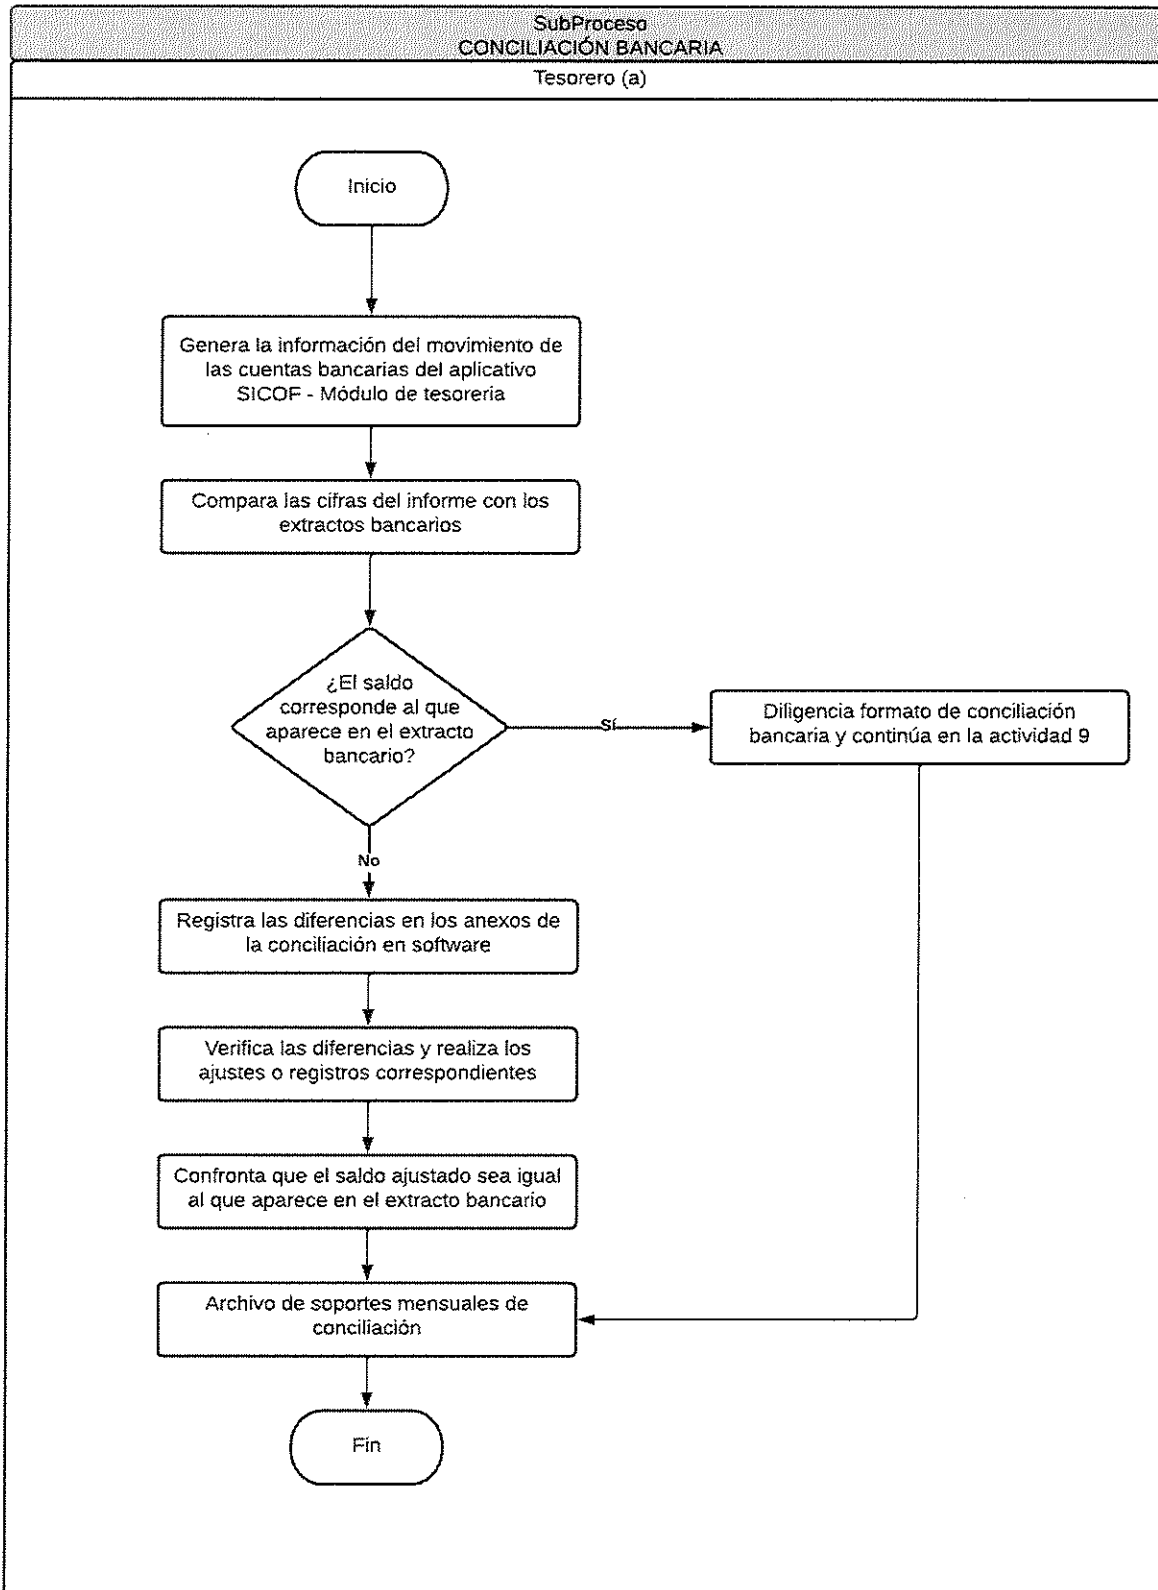 SubProceso
CONCILIACIÓN BANCARIA
Tesorero (a)
Inicio
Genera la información del movimiento de
las cuentas bancarias del aplicativo
SICOF - Módulo de tesoreria
Compara las cifras del informe con los
extractos bancarios
¿El saldo
corresponde al que
aparece en el extracto
bancario?
Sí
Diligencia formato de conciliación
bancaria y continúa en la actividad 9
No
Registra las diferencias en los anexos de
la conciliación en software
Verifica las diferencias y realiza los
ajustes o registros correspondientes
Confronta que el saldo ajustado sea igual
al que aparece en el extracto bancario
Archivo de soportes mensuales de
conciliación
Fin